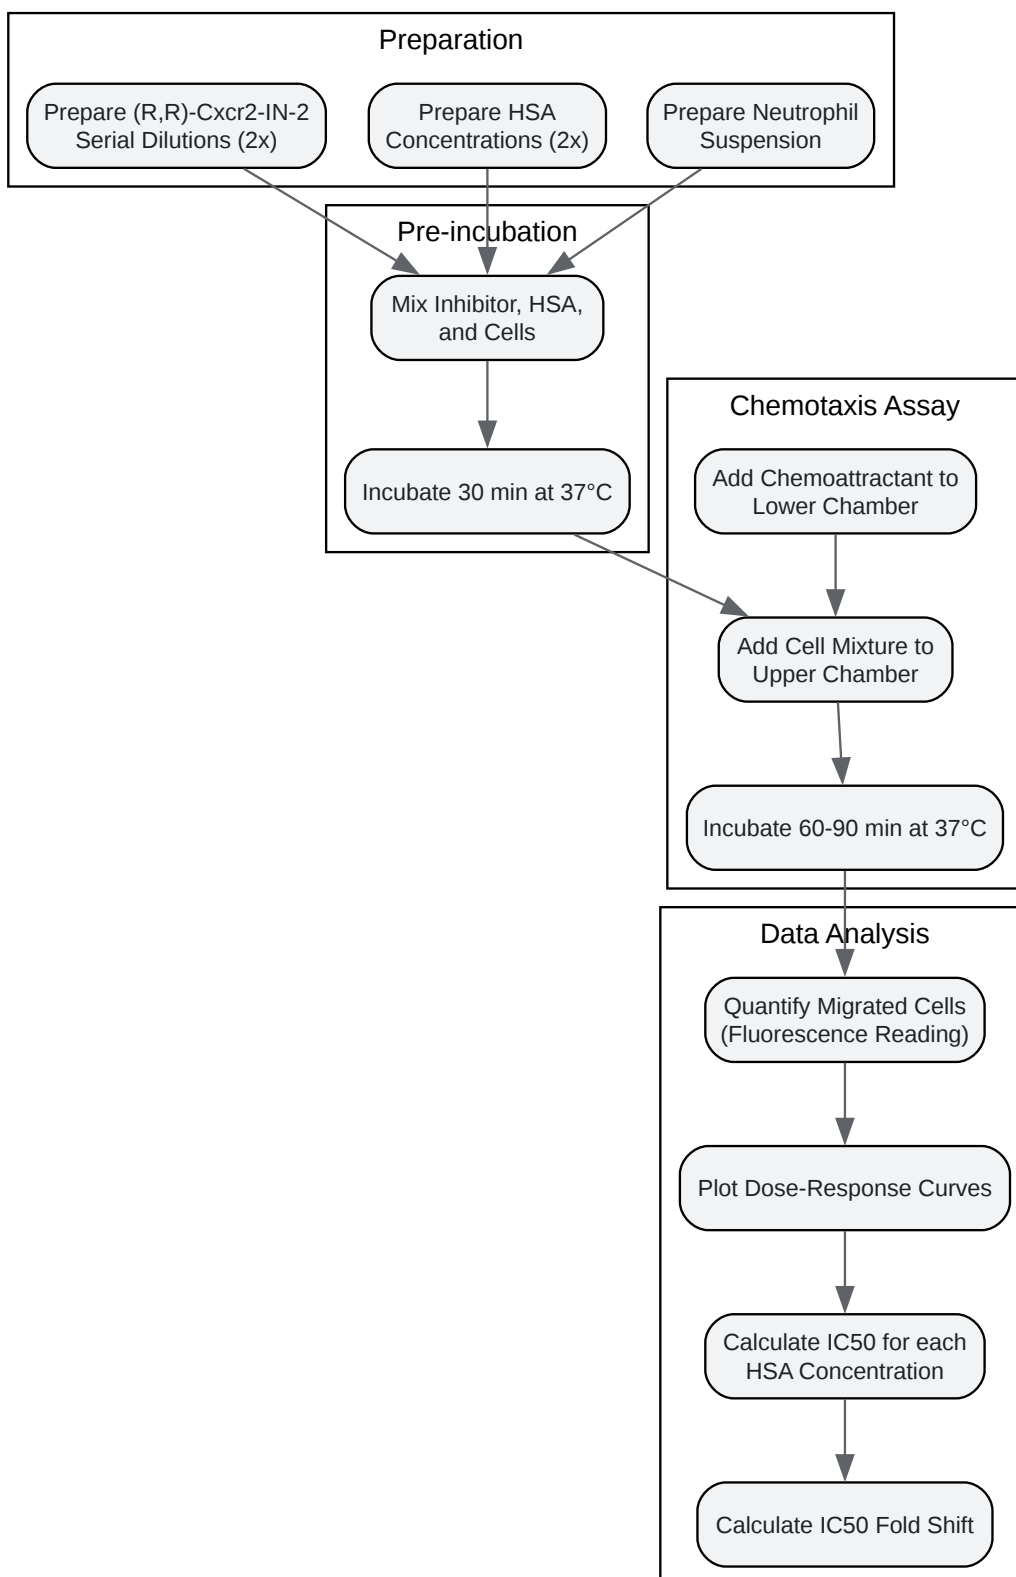 Preparation
Prepare (R,R)-Cxcr2-IN-2
Serial Dilutions (2x)
Prepare HSA
Concentrations (2x)
Prepare Neutrophil
Suspension
Pre-incubation
Mix Inhibitor, HSA,
and Cells
Incubate 30 min at 37°C
Chemotaxis Assay
Add Chemoattractant to
Lower Chamber
Add Cell Mixture to
Upper Chamber
Incubate 60-90 min at 37°C
Data Analysis
Quantify Migrated Cells
(Fluorescence Reading)
Plot Dose-Response Curves
Calculate IC50 for each
HSA Concentration
Calculate IC50 Fold Shift